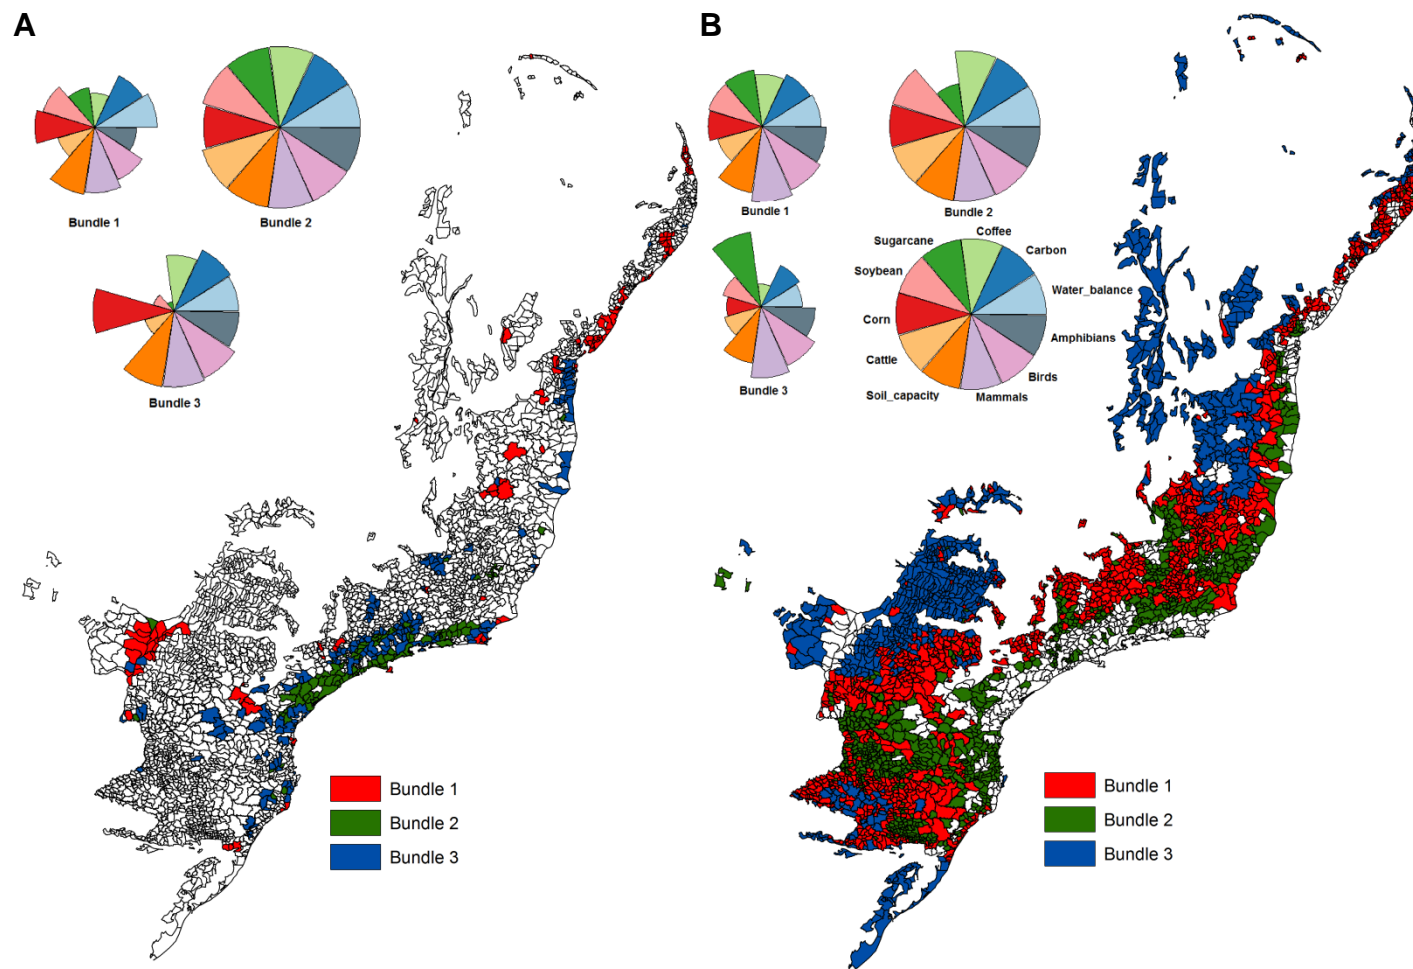 A
Bundle 1
Bundle 2
Bundle 3
Bundle 1
Bundle 2
Bundle 3
B
Bundle 1
Bundle 2
Bundle 3
Coffee
Sugarcane
Carbon
Soybean
Water_balance
Corn
Amphibians
Cattle
Birds
Soil_capacity
Mammals
Bundle 1
Bundle 2
Bundle 3